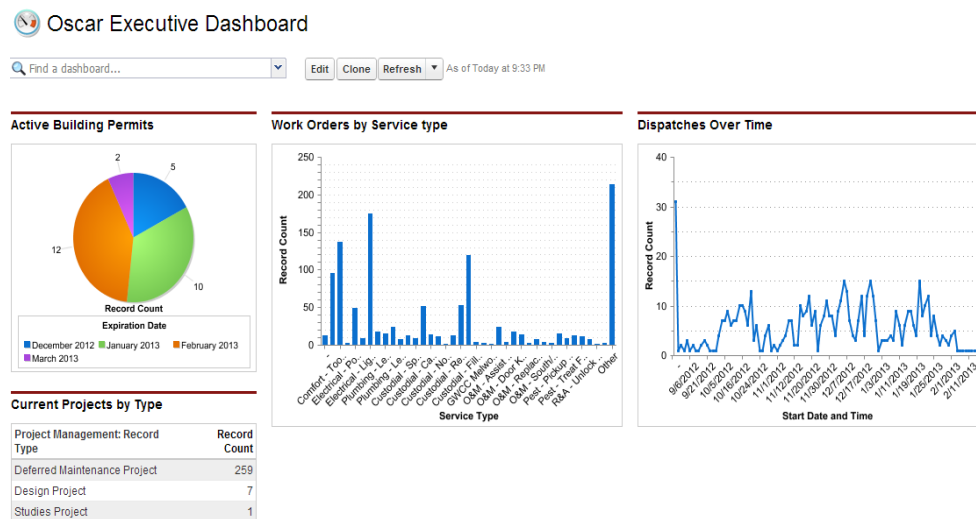 Oscar Executive Dashboard
Find a dashboard...
Edit Clone Refresh As of Today at 9:33 PM
Active Building Permits
2
5
12
10
Record Count
Expiration Date
December 2012 January 2013 February 2013
March 2013
Work Orders by Service type
250
200
150
100
50
0
Record Count
-
Comfort - Too...
Electrical - Po...
Electrical - Lig...
Plumbing - Le...
Plumbing - Le...
Custodial - Sp...
Custodial - Ca...
Custodial - No...
Custodial - Re...
Custodial - Fill...
GWCC Melwo...
O&M - Assist ...
O&M - Door K...
O&M - Replac...
O&M - South/...
Pest - Pickup ...
Pest - Treat F...
R&A - Unlock ...
Other
Service Type
Dispatches Over Time
40
30
20
10
0
Record Count
-
9/6/2012
9/21/2012
10/5/2012
10/16/2012
10/24/2012
11/1/2012
11/12/2012
11/20/2012
11/30/2012
12/7/2012
12/17/2012
1/3/2013
1/11/2013
1/19/2013
1/25/2013
2/1/2013
2/11/2013
Start Date and Time
Current Projects by Type
Project Management: Record Type Record Count
Deferred Maintenance Project 259
Design Project 7
Studies Project 1